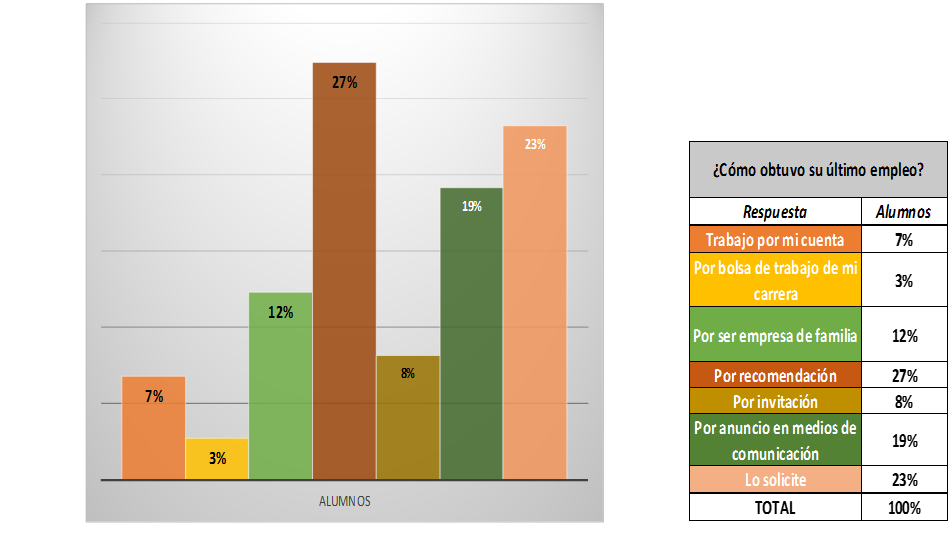 27%
23%
19%
12%
8%
7%
3%
ALUMNOS
¿Cómo obtuvo su último empleo?
Respuesta Alumnos
Trabajo por mi cuenta 7%
Por bolsa de trabajo de mi
carrera 3%
Por ser empresa de familia 12%
Por recomendación 27%
Por invitación 8%
Por anuncio en medios de
comunicación 19%
Lo solicite 23%
TOTAL 100%